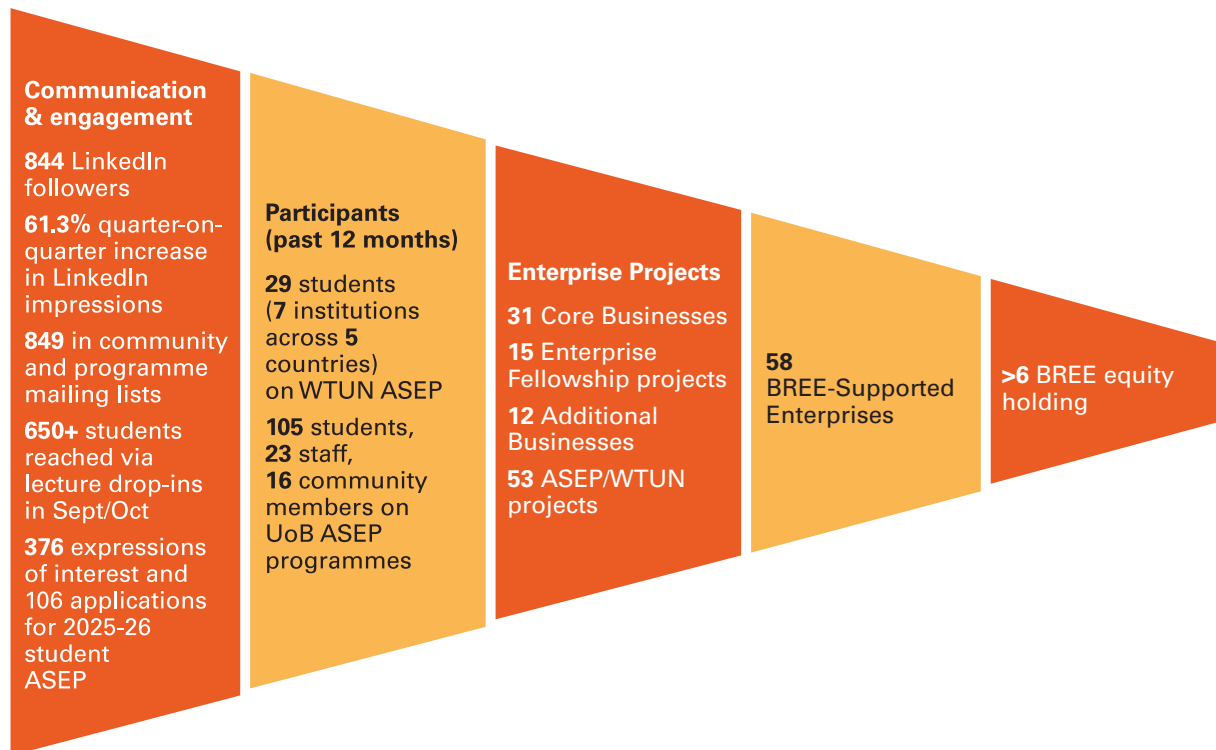 Communication
& engagement
844 LinkedIn
followers
61.3% quarter-on-
quarter increase
in LinkedIn
impressions
849 in community
and programme
mailing lists
650+ students
reached via
lecture drop-ins
in Sept/Oct
376 expressions
of interest and
106 applications
for 2025-26
student
ASEP
Participants
(past 12 months)
29 students
(7 institutions
across 5
countries)
on WTUN ASEP
105 students,
23 staff,
16 community
members on
UoB ASEP
programmes
Enterprise Projects
31 Core Businesses
15 Enterprise
Fellowship projects
12 Additional
Businesses
53 ASEP/WTUN
projects
58
BREE-Supported
Enterprises
>6 BREE equity
holding